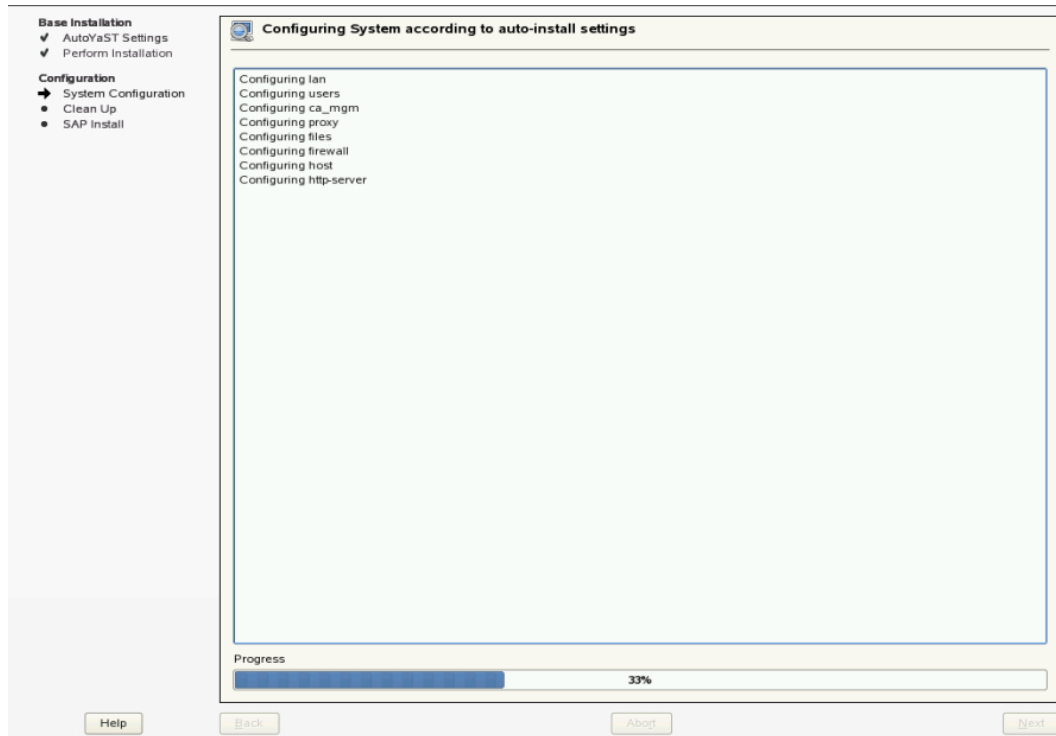 Base Installation
AutoYaST Settings
Perform Installation
Configuration
System Configuration
Clean Up
SAP Install
Configuring System according to auto-install settings
Configuring lan
Configuring users
Configuring ca_mgm
Configuring proxy
Configuring files
Configuring firewall
Configuring host
Configuring http-server
Progress
33%
Help
Back
Abort
Next